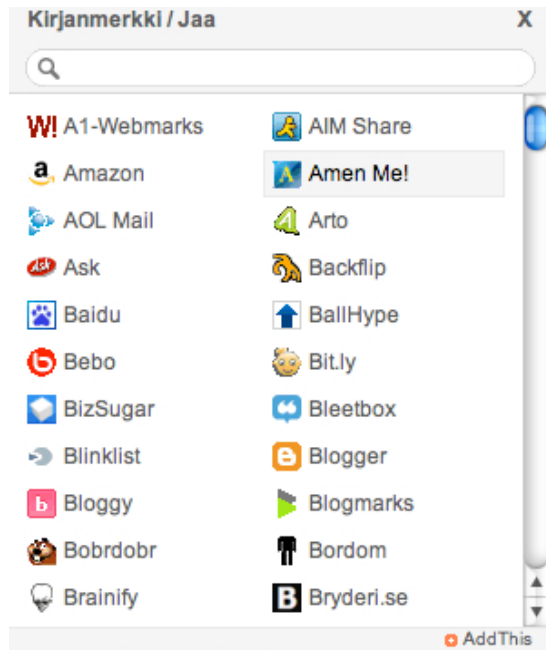 Kirjanmerkki / Jaa X
A1-Webmarks AIM Share
Amazon Amen Me!
AOL Mail Arto
Ask Backflip
Baidu BallHype
Bebo Bit.ly
BizSugar Bleetbox
Blinklist Blogger
Bloggy Blogmarks
Bobrdobr Bordom
Brainify Bryderi.se
AddThis